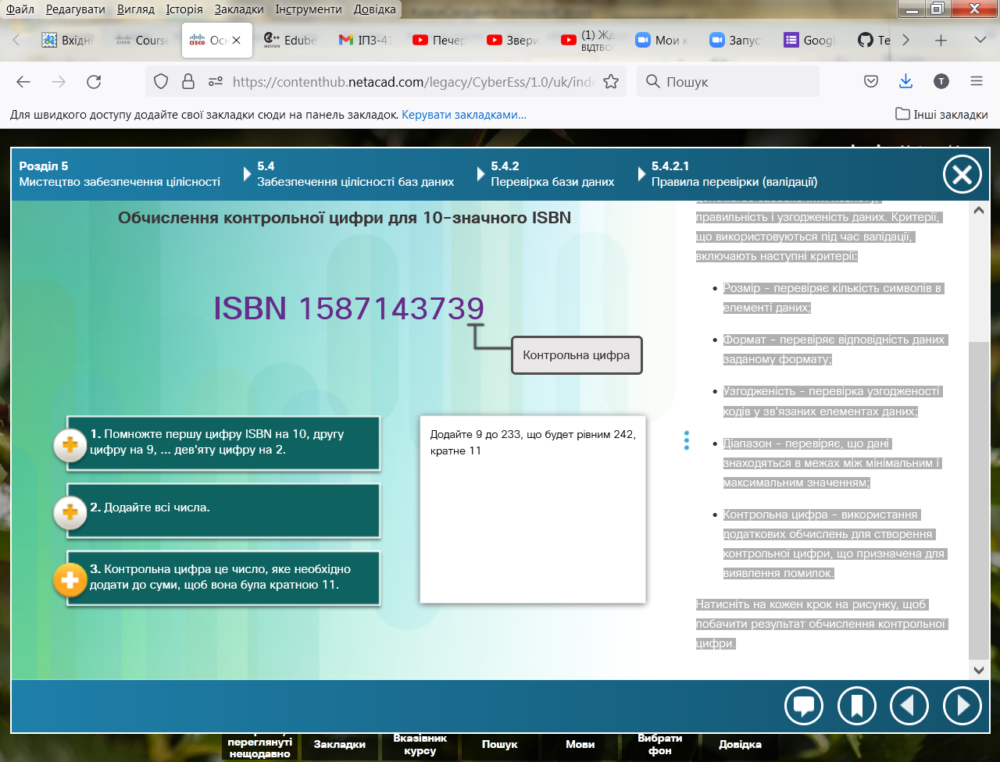 Файл Редагувати Вигляд Історія Закладки Інструменти Довідка
Вхідні
Course
cisco
Осн
Edube
ІПЗ-41
Печер
Звери
(1) Жд
відтвор
Мои к
Запус
Googl
Те
https://contenthub.netacad.com/legacy/CyberEss/1.0/uk/inde
Пошук
T
Для швидкого доступу додайте свої закладки сюди на панель закладок. Керувати закладками...
Інші закладки
Розділ 5
Мистецтво забезпечення цілісності
5.4
Забезпечення цілісності баз даних
5.4.2
Перевірка бази даних
5.4.2.1
Правила перевірки (валідації)
Обчислення контрольної цифри для 10-значного ISBN
ISBN 1587143739
Контрольна цифра
1. Помножте першу цифру ISBN на 10, другу
цифру на 9, ... дев'яту цифру на 2.
2. Додайте всі числа.
3. Контрольна цифра це число, яке необхідно
додати до суми, щоб вона була кратною 11.
Додайте 9 до 233, що будет рівним 242,
кратне 11
правильність і узгодженість даних. Критерії,
що використовуються під час валідації,
включають наступні критерії:
Розмір - перевіряє кількість символів в
елементі даних;
Формат - перевіряє відповідність даних
заданому формату;
Узгодженість - перевірка узгодженості
кодів у зв'язаних елементах даних;
Діапазон - перевіряє, що дані
знаходяться в межах між мінімальним і
максимальним значенням;
Контрольна цифра - використання
додаткових обчислень для створення
контрольної цифри, що призначена для
виявлення помилок.
Натисніть на кожен крок на рисунку, щоб
побачити результат обчислення контрольної
цифри.
переглянуті
нещодавно
Закладки
Вказівник
курсу
Пошук
Мови
Вибрати
фон
Довідка